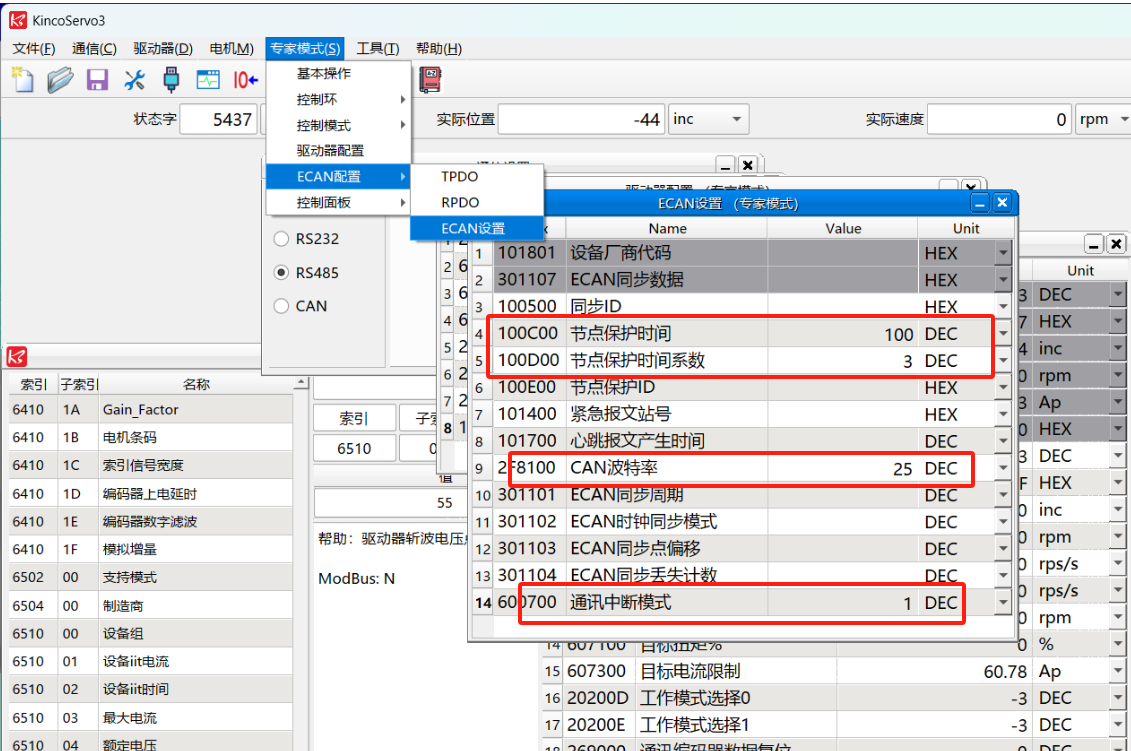 KincoServo3
文件(F) 通信(C) 驱动器(D) 电机(M) 专家模式(S) 工具(T) 帮助(H)
基本操作
控制环
控制模式
驱动器配置
ECAN配置
控制面板
TPDO
RPDO
ECAN设置
状态字 5437 实际位置 -44 inc 实际速度 0 rpm
RS232
RS485
CAN
ECAN设置 (专家模式)
Name Value Unit
1 101801 设备厂商代码 HEX
2 301107 ECAN同步数据 HEX
3 100500 同步ID HEX
4 100C00 节点保护时间 100 DEC
5 100D00 节点保护时间系数 3 DEC
6 100E00 节点保护ID HEX
7 101400 紧急报文站号 HEX
8 101700 心跳报文产生时间 DEC
9 2F8100 CAN波特率 25 DEC
10 301101 ECAN同步周期 DEC
11 301102 ECAN时钟同步模式 DEC
12 301103 ECAN同步点偏移 DEC
13 301104 ECAN同步丢失计数 DEC
14 600700 通讯中断模式 1 DEC
Unit
3 DEC
7 HEX
4 inc
0 rpm
3 Ap
0 HEX
3 DEC
F HEX
0 inc
0 rpm
0 rps/s
0 rps/s
0 rpm
14 607100 目标扭矩% 0 %
15 607300 目标电流限制 60.78 Ap
16 20200D 工作模式选择0 -3 DEC
17 20200E 工作模式选择1 -3 DEC
索引 子索引 名称
6410 1A Gain_Factor
6410 1B 电机条码
6410 1C 索引信号宽度
6410 1D 编码器上电延时
6410 1E 编码器数字滤波
6410 1F 模拟增量
6502 00 支持模式
6504 00 制造商
6510 00 设备组
6510 01 设备iit电流
6510 02 设备iit时间
6510 03 最大电流
6510 04 额定电压
索引
6510
值
55
帮助: 驱动器斩波电压
ModBus: N